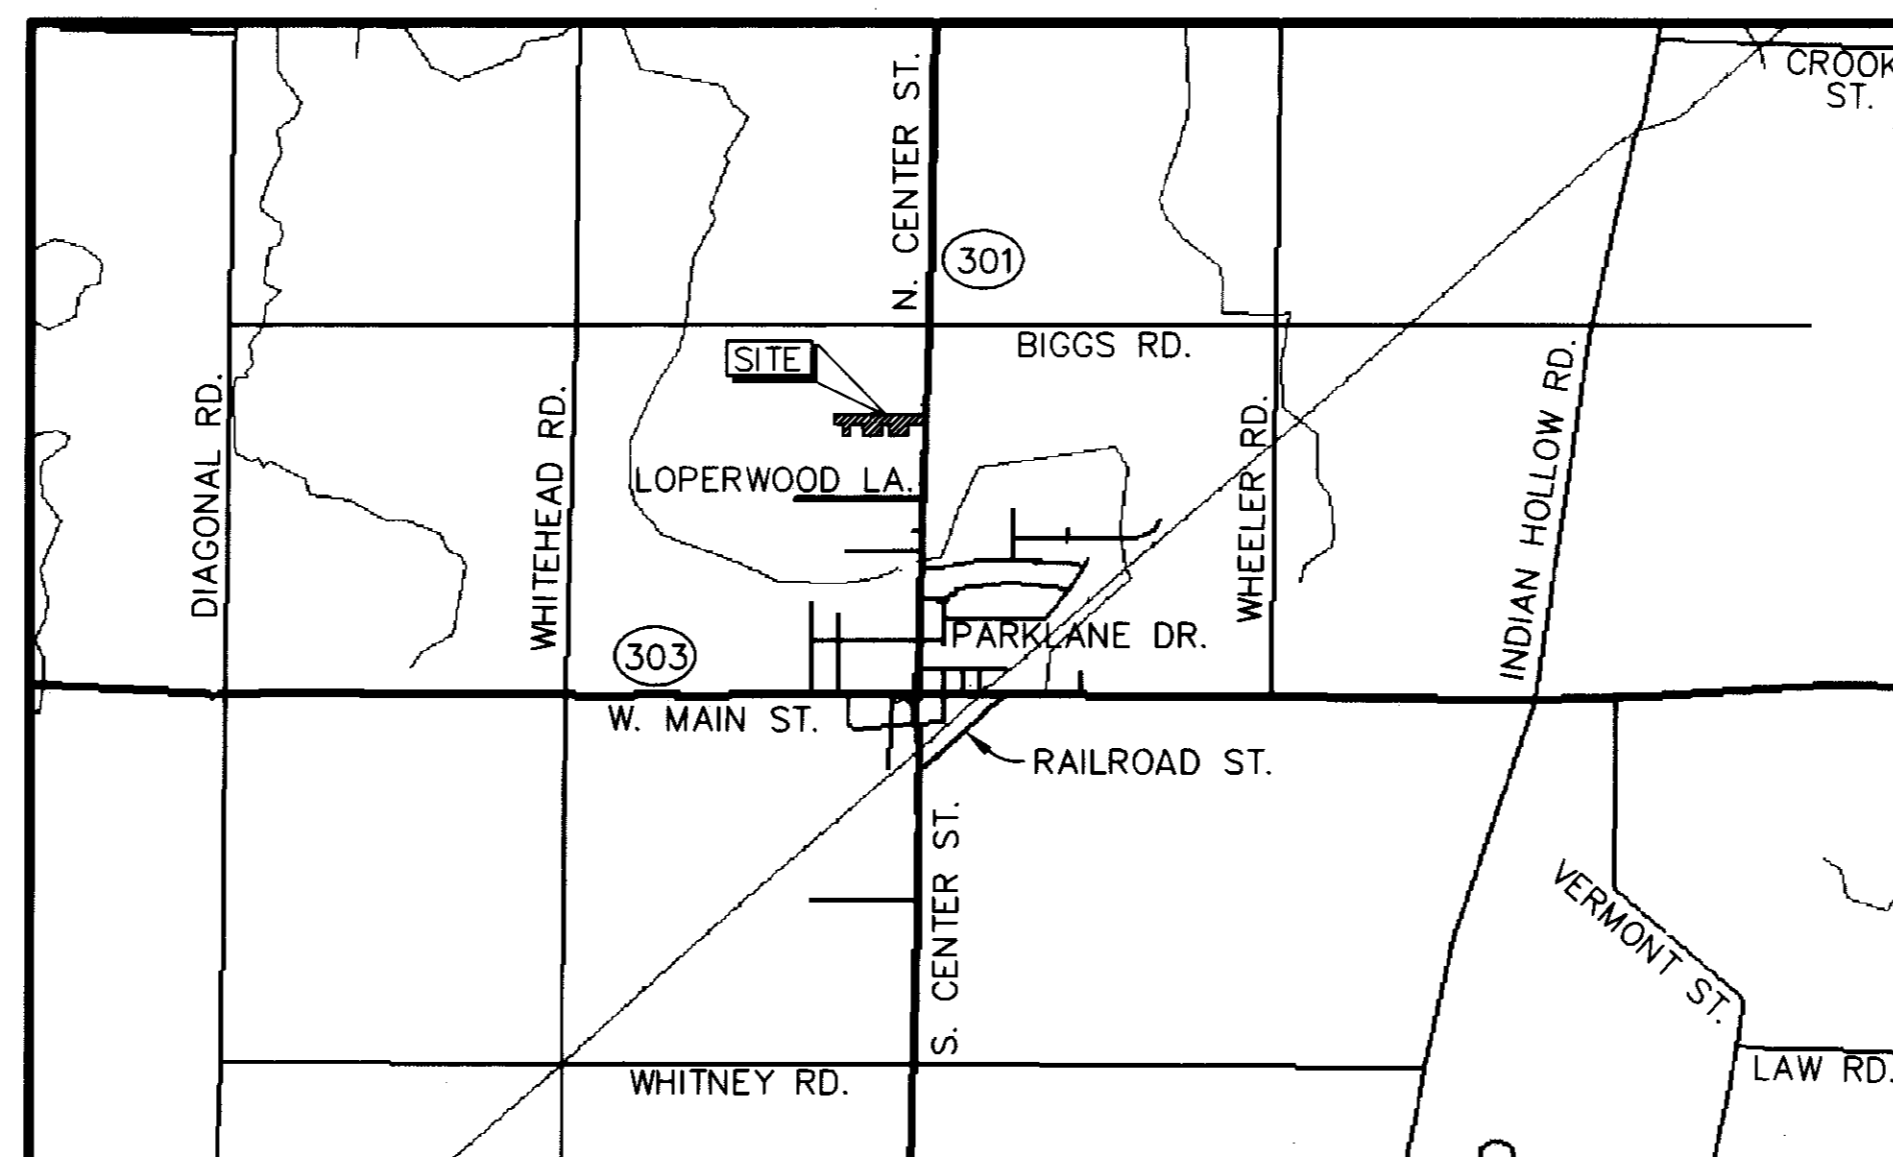 CROOK
ST.
N. CENTER ST.
301
BIGGS RD.
SITE
DIAGONAL RD.
WHITEHEAD RD.
LOPERWOOD LA.
WHEELER RD.
INDIAN HOLLOW RD.
PARKLANE DR.
303
W. MAIN ST.
RAILROAD ST.
S. CENTER ST.
VERMONT ST.
WHITNEY RD.
LAW RD.